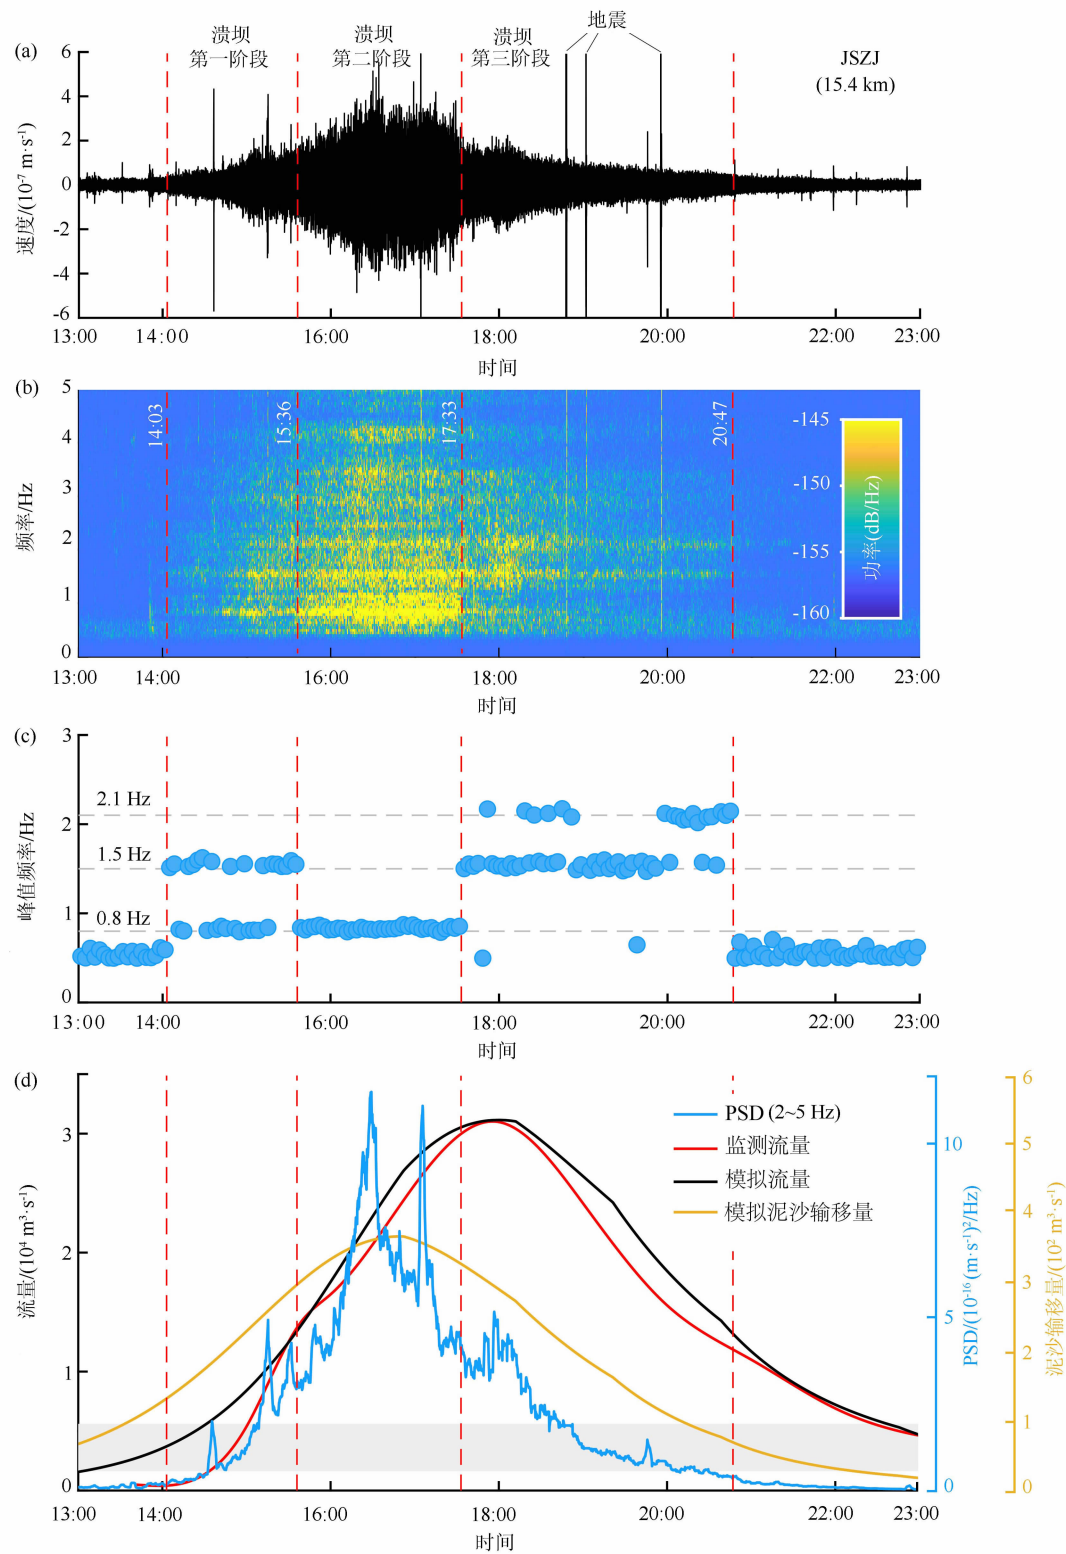 (a)
溃坝
第一阶段
溃坝
第二阶段
溃坝
第三阶段
地震
JSZJ
(15.4 km)
速度/(10⁻⁷ m·s⁻¹)
6
4
2
0
-2
-4
-6
13:00 14:00 16:00 18:00 20:00 22:00 23:00
时间
(b)
频率/Hz
5
4
3
2
1
0
14:03
15:36
17:33
20:47
-145
-150
-155
-160
功率(dB/Hz)
13:00 14:00 16:00 18:00 20:00 22:00 23:00
时间
(c)
峰值频率/Hz
3
2
1
0
2.1 Hz
1.5 Hz
0.8 Hz
13:00 14:00 16:00 18:00 20:00 22:00 23:00
时间
(d)
流量/(10⁴ m³·s⁻¹)
3
2
1
0
PSD (2~5 Hz)
监测流量
模拟流量
模拟泥沙输移量
10
5
0
PSD/(10⁻¹⁶ (m·s⁻¹)²/Hz)
6
5
4
3
2
1
0
泥沙输移量/(10² m³·s⁻¹)
13:00 14:00 16:00 18:00 20:00 22:00 23:00
时间